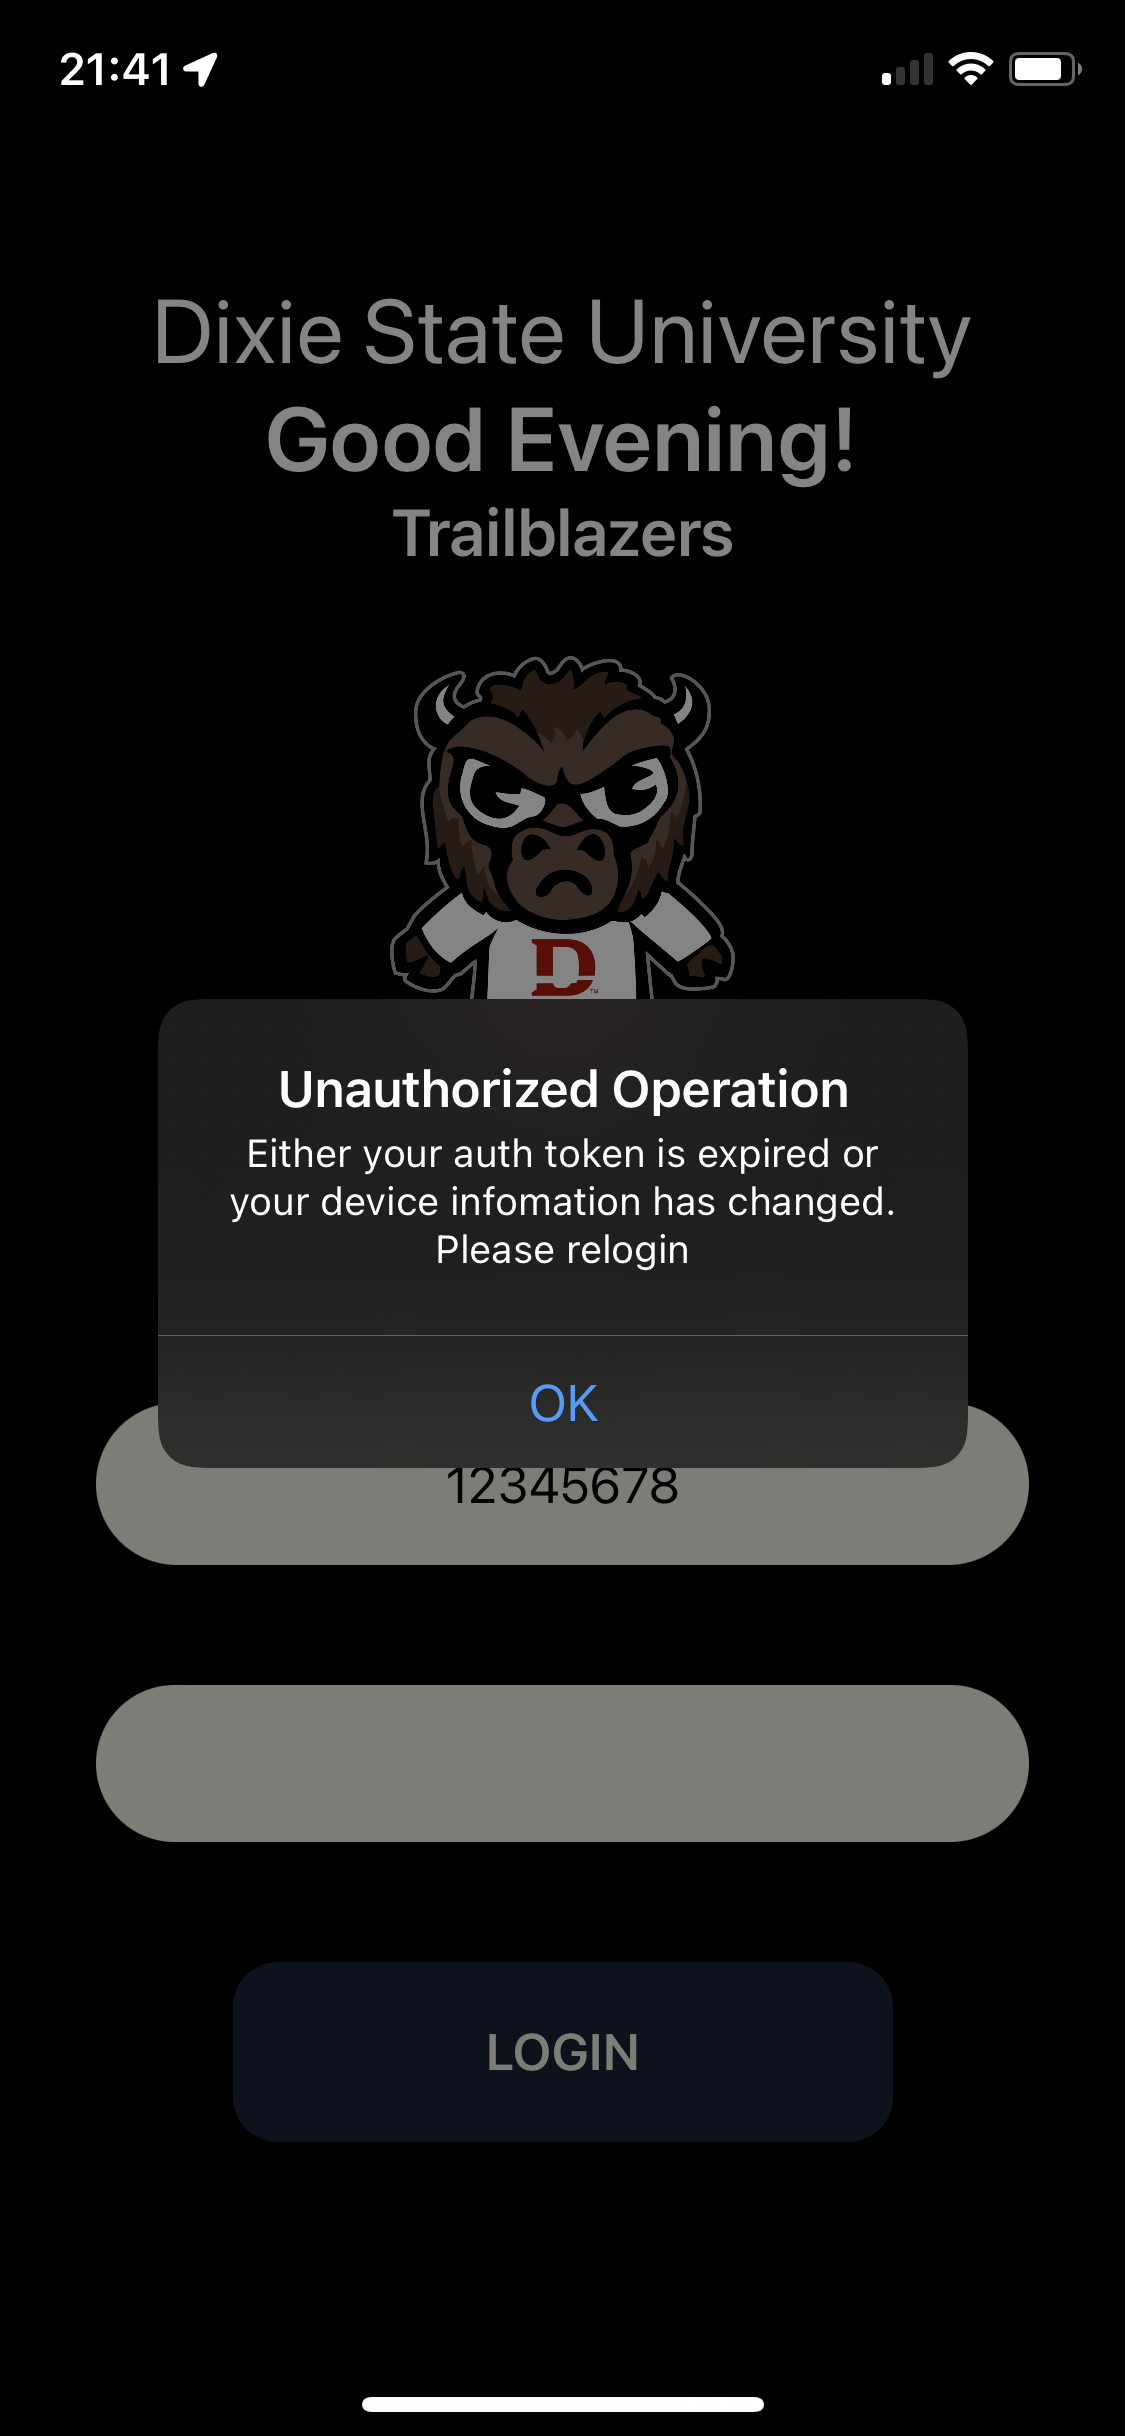 21:41
Dixie State University
Good Evening!
Trailblazers
D
TM
Unauthorized Operation
Either your auth token is expired or
your device infomation has changed.
Please relogin
OK
12345678
LOGIN